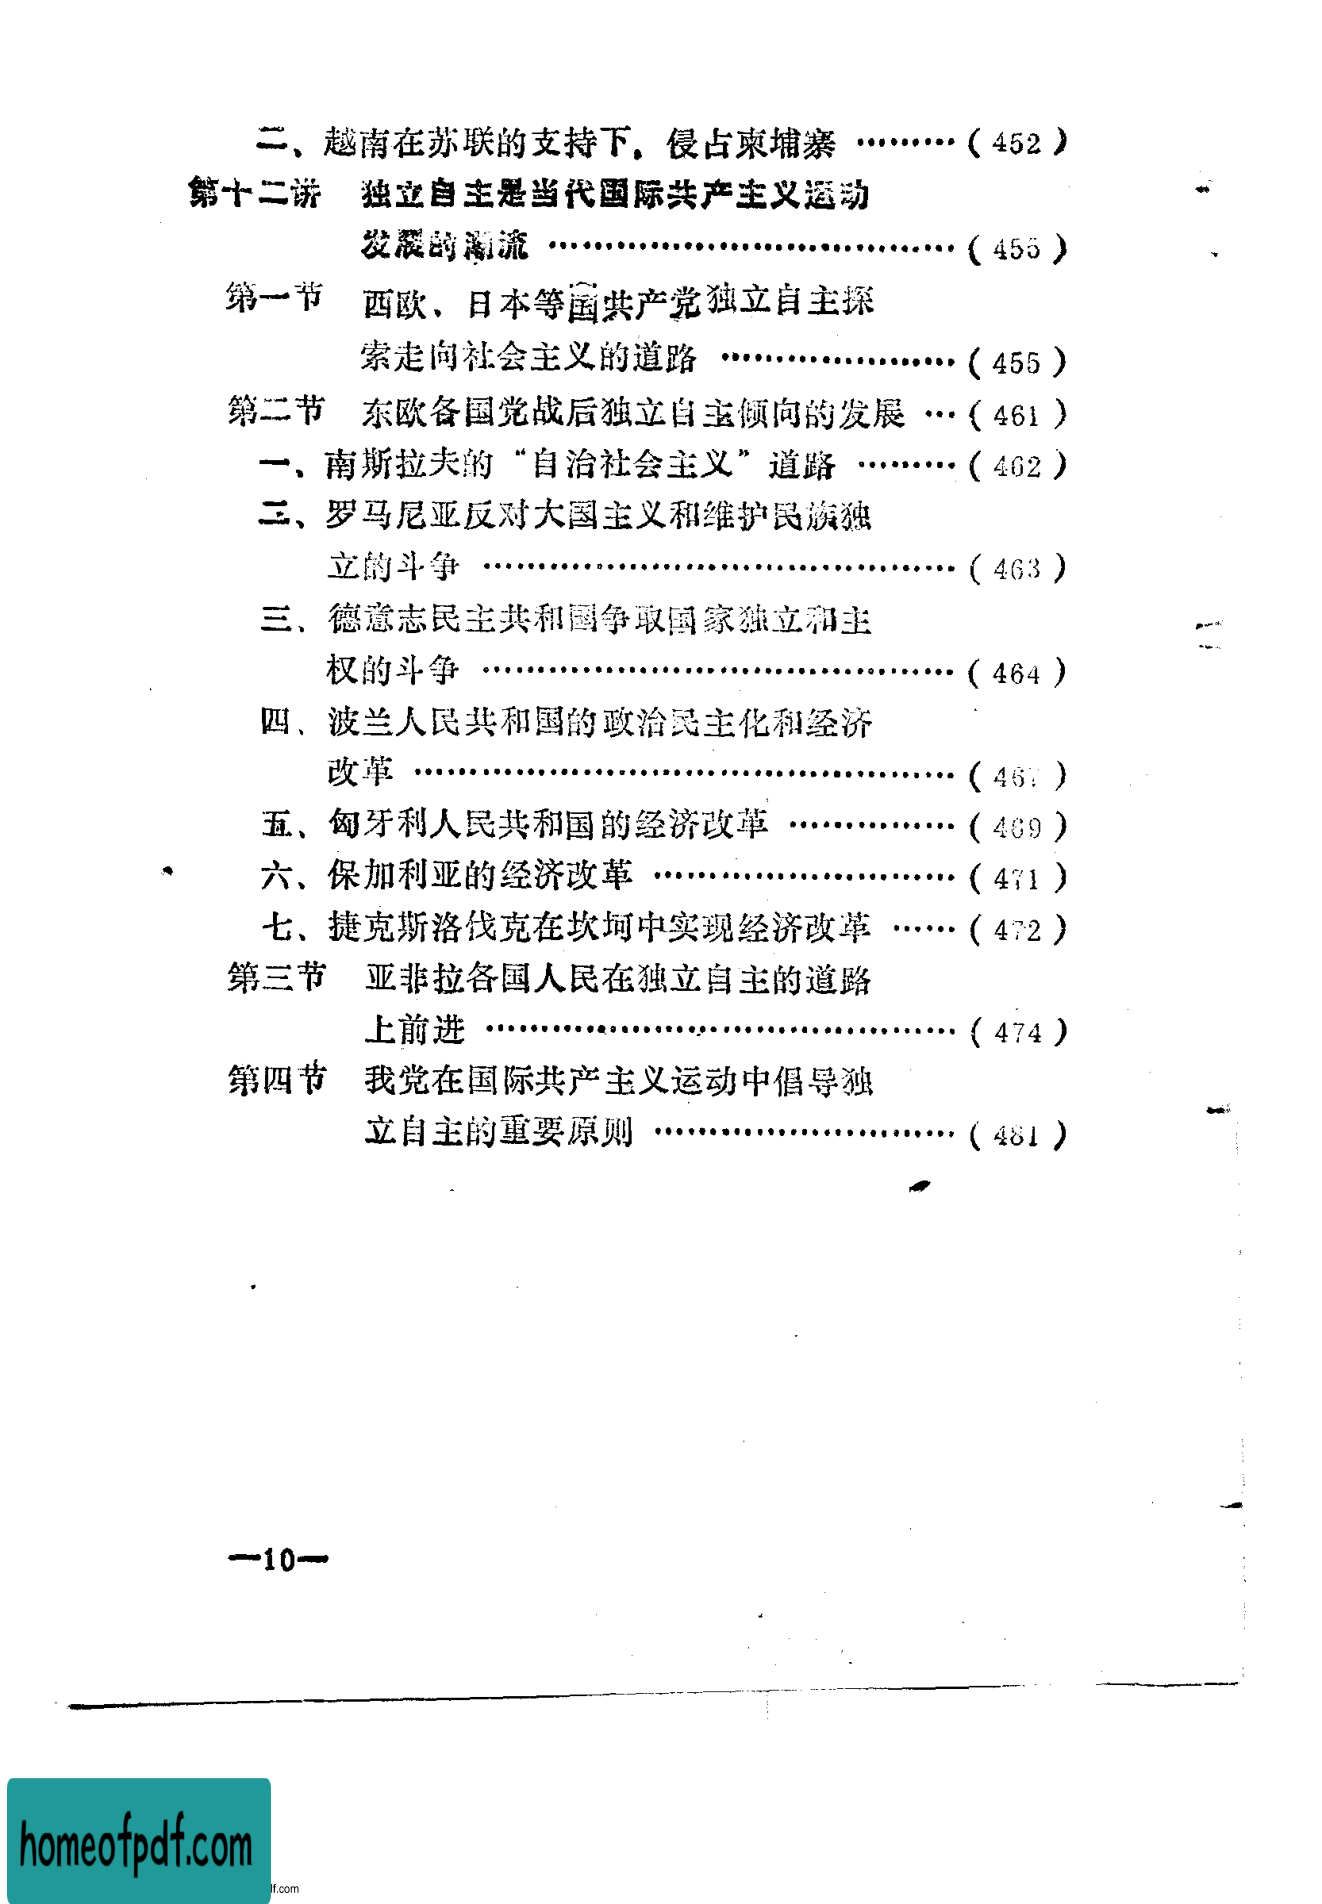 二、越南在苏联的支持下，侵占柬埔寨 ………（452）
第十二讲 独立自主是当代国际共产主义运动
发展的潮流 …………………………………（455）
第一节 西欧、日本等国共产党独立自主探
索走向社会主义的道路 …………………（455）
第二节 东欧各国党战后独立自主倾向的发展 …（461）
一、南斯拉夫的“自治社会主义”道路 ………（462）
二、罗马尼亚反对大国主义和维护民族独
立的斗争 ……………………………………（463）
三、德意志民主共和国争取国家独立和主
权的斗争 ……………………………………（464）
四、波兰人民共和国的政治民主化和经济
改革 …………………………………………（467）
五、匈牙利人民共和国的经济改革 ……………（469）
六、保加利亚的经济改革 ………………………（471）
七、捷克斯洛伐克在坎坷中实现经济改革 ……（472）
第三节 亚非拉各国人民在独立自主的道路
上前进 ……………………………………（474）
第四节 我党在国际共产主义运动中倡导独
立自主的重要原则 ………………………（481）
—10—
homeofpdf.com
lf.com